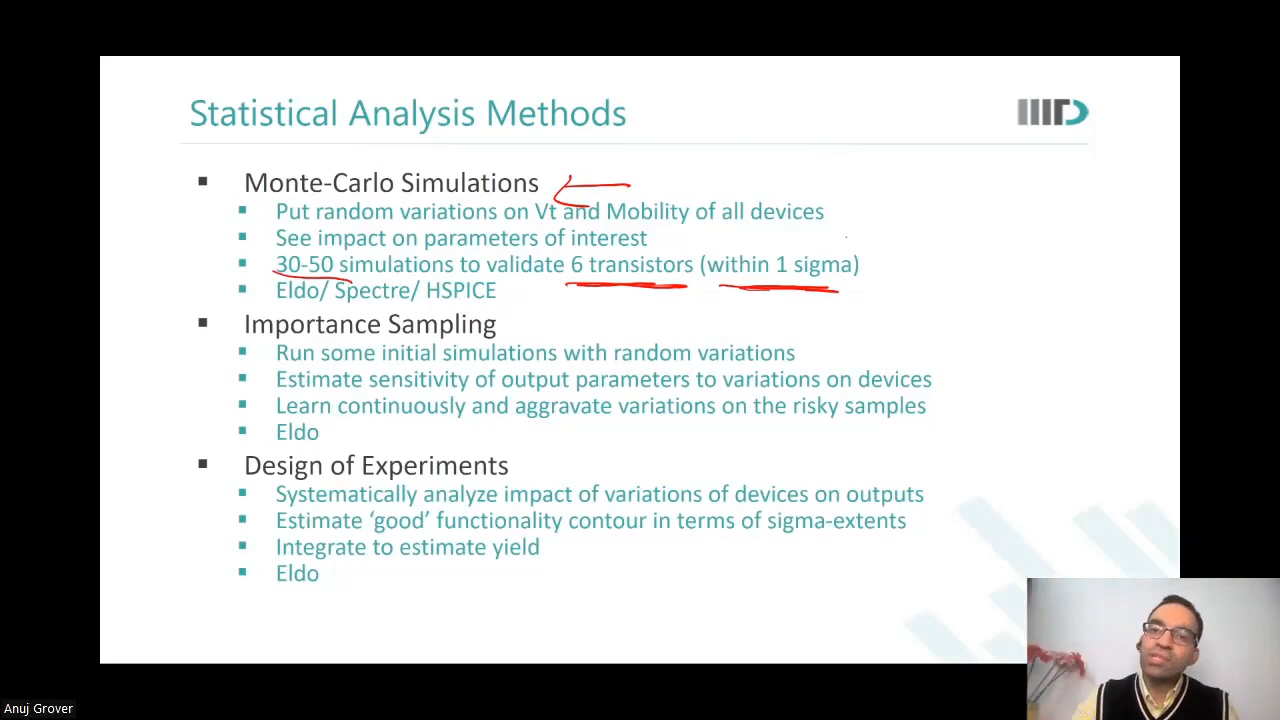 Statistical Analysis Methods
IIITD
Monte-Carlo Simulations
Put random variations on Vt and Mobility of all devices
See impact on parameters of interest
30-50 simulations to validate 6 transistors (within 1 sigma)
Eldo/ Spectre/ HSPICE
Importance Sampling
Run some initial simulations with random variations
Estimate sensitivity of output parameters to variations on devices
Learn continuously and aggravate variations on the risky samples
Eldo
Design of Experiments
Systematically analyze impact of variations of devices on outputs
Estimate ‘good’ functionality contour in terms of sigma-extents
Integrate to estimate yield
Eldo
Anuj Grover